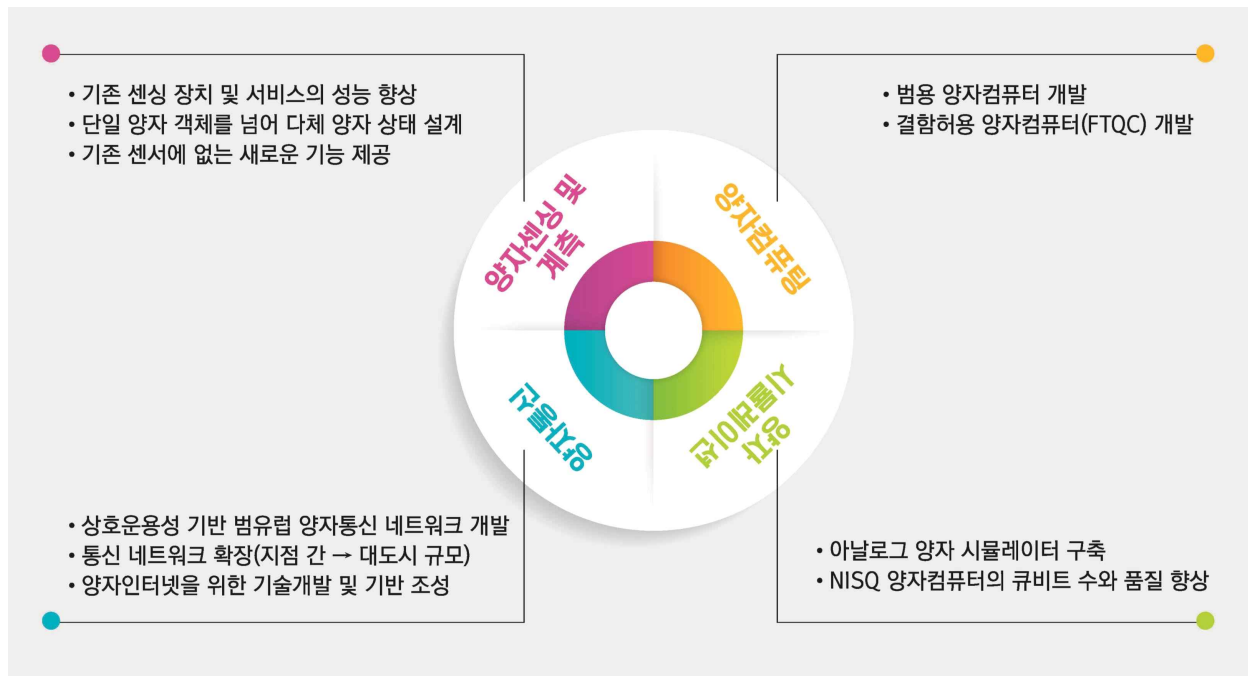 • 기존 센싱 장치 및 서비스의 성능 향상
• 단일 양자 객체를 넘어 다체 양자 상태 설계
• 기존 센서에 없는 새로운 기능 제공
• 범용 양자컴퓨터 개발
• 결함허용 양자컴퓨터(FTQC) 개발
양자센싱 및
계측
양자컴퓨팅
양자통신
양자
시뮬레이션
• 상호운용성 기반 범유럽 양자통신 네트워크 개발
• 통신 네트워크 확장(지점 간 → 대도시 규모)
• 양자인터넷을 위한 기술개발 및 기반 조성
• 아날로그 양자 시뮬레이터 구축
• NISQ 양자컴퓨터의 큐비트 수와 품질 향상